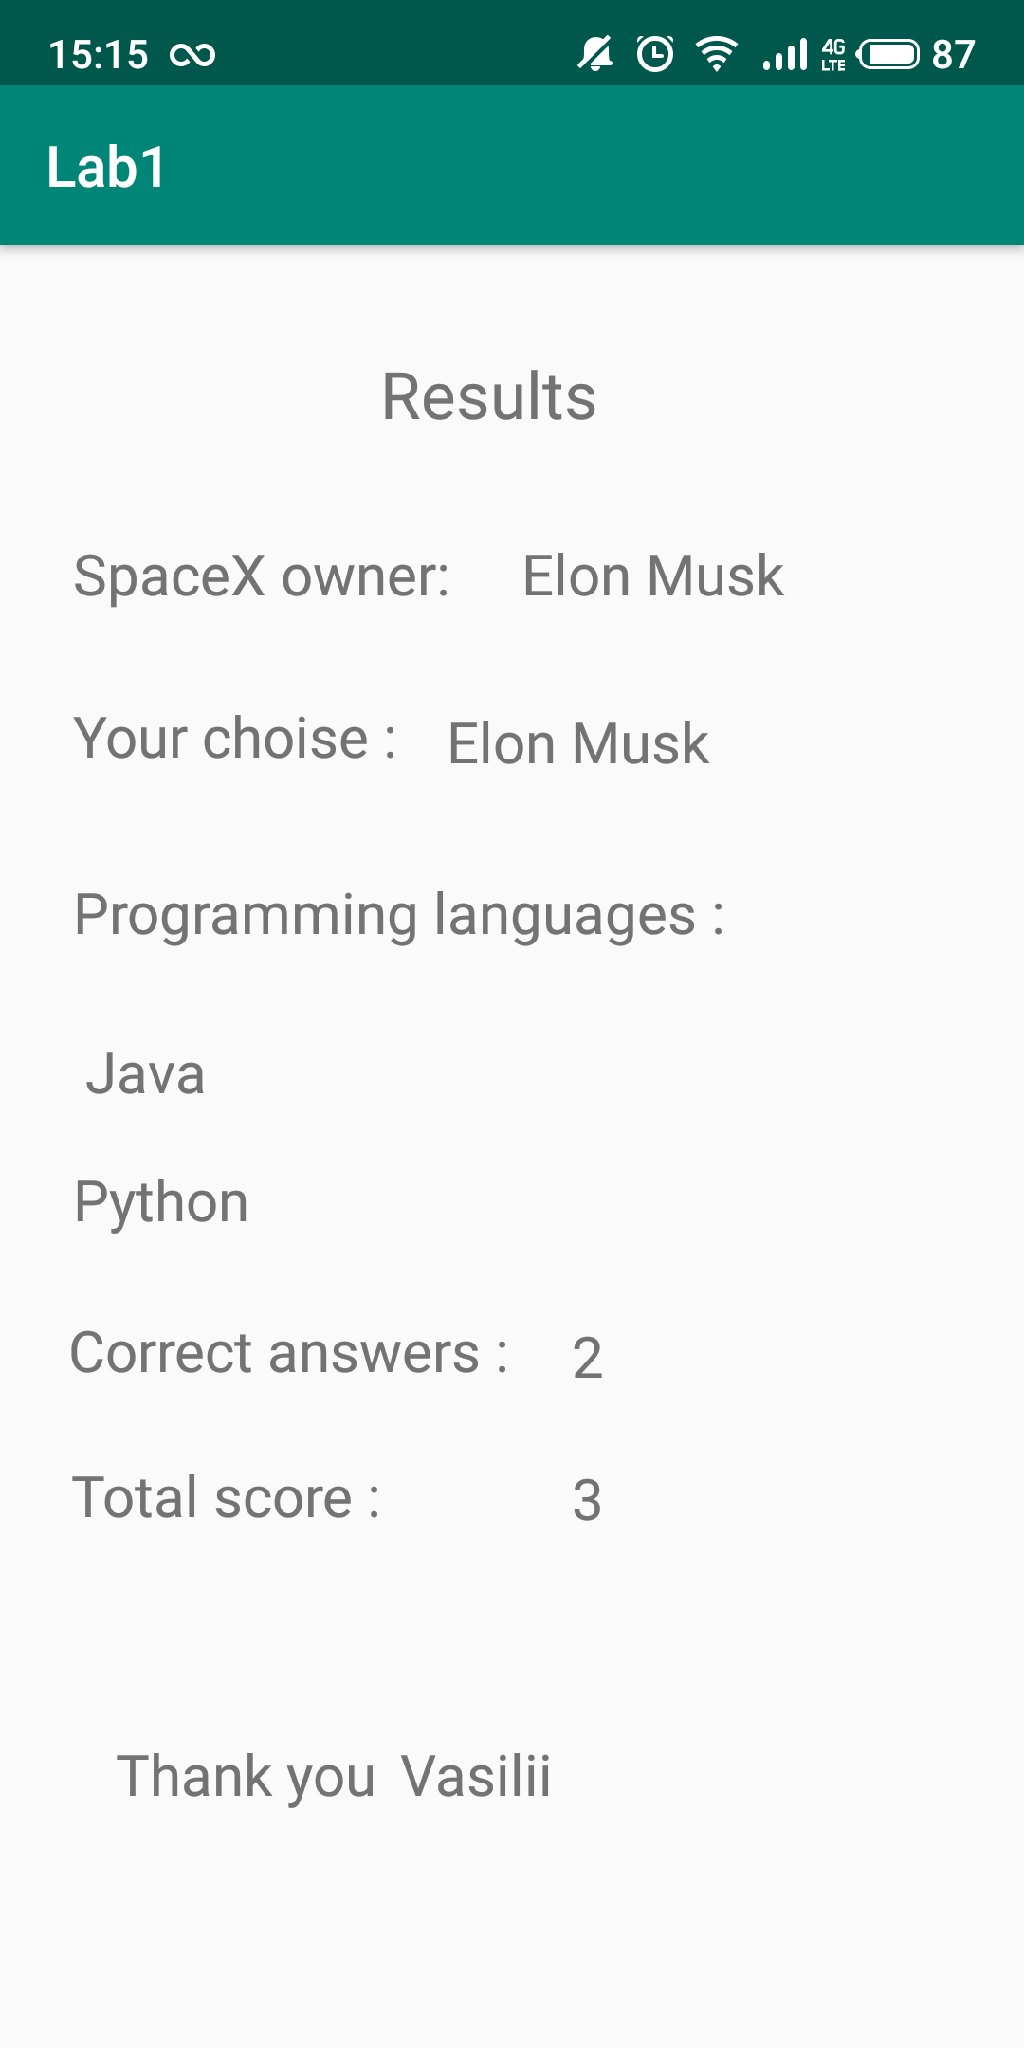 15:15 4G LTE 87
Lab1
Results
SpaceX owner: Elon Musk
Your choise : Elon Musk
Programming languages :
Java
Python
Correct answers : 2
Total score : 3
Thank you Vasilii